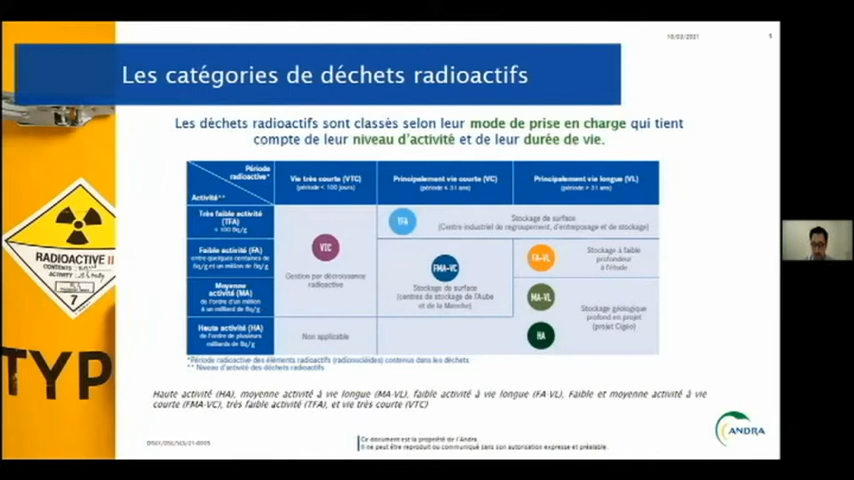 10/03/2021
5
Les catégories de déchets radioactifs
Les déchets radioactifs sont classés selon leur mode de prise en charge qui tient
compte de leur niveau d'activité et de leur durée de vie.
Période
radioactive*
Activité**
Vie très courte (VTC)
(période < 100 jours)
Principalement vie courte (VC)
(période ≤ 31 ans)
Principalement vie longue (VL)
(période > 31 ans)
Très faible activité
(TFA)
< 100 Bq/g
TFA
Stockage de surface
(Centre industriel de regroupement, d'entreposage et de stockage)
Faible activité (FA)
entre quelques centaines de
Bq/g et un million de Bq/g
VTC
Gestion par décroissance
radioactive
FMA-VC
Stockage de surface
(centres de stockage de l'Aube
et de la Manche)
FA-VL
Stockage à faible
profondeur
à l'étude
Moyenne
activité (MA)
de l'ordre d'un million
à un milliard de Bq/g
MA-VL
Stockage géologique
profond en projet
(projet Cigéo)
Haute activité (HA)
de l'ordre de plusieurs
milliards de Bq/g
Non applicable
HA
*Période radioactive des éléments radioactifs (radionucléides) contenus dans les déchets
** Niveau d'activité des déchets radioactifs
Haute activité (HA), moyenne activité à vie longue (MA-VL), faible activité à vie longue (FA-VL), Faible et moyenne activité à vie
courte (FMA-VC), très faible activité (TFA), et vie très courte (VTC)
RADIOACTIVE II
CONTENTS
ACTIVITY
7
TYP
Ce document est la propriété de l'Andra.
Il ne peut être reproduit ou communiqué sans son autorisation expresse et préalable.
ANDRA